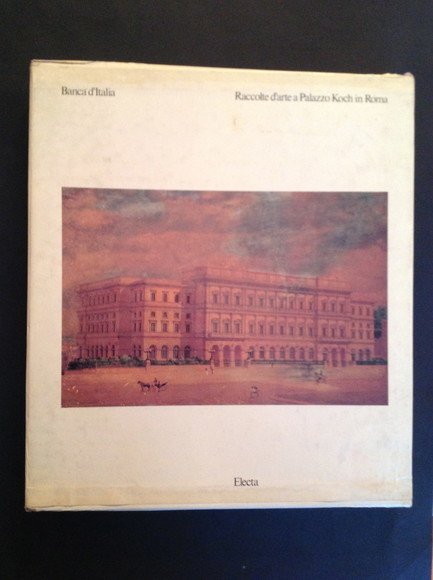 Banca d'Italia
Raccolte d'arte a Palazzo Koch in Roma
Electa